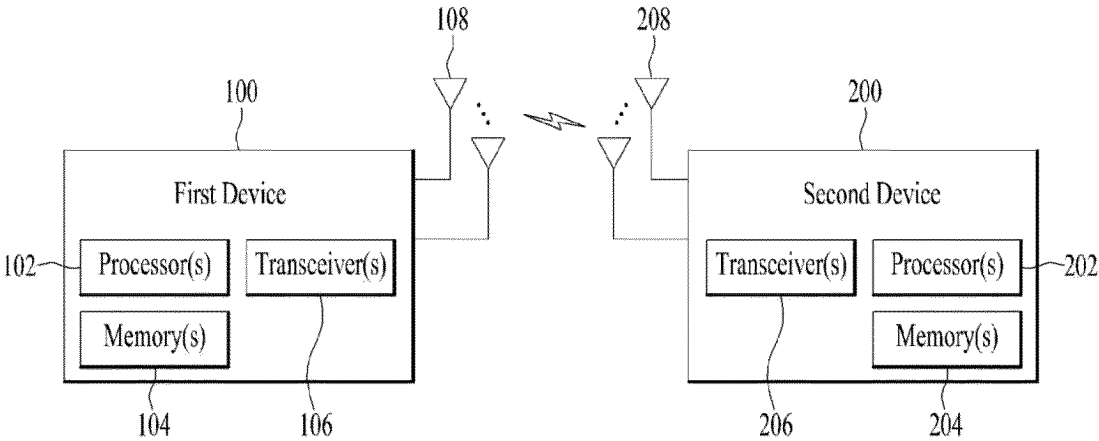 108
208
100
200
First Device
Second Device
102
Processor(s)
Transceiver(s)
Transceiver(s)
Processor(s)
202
Memory(s)
Memory(s)
104
106
206
204